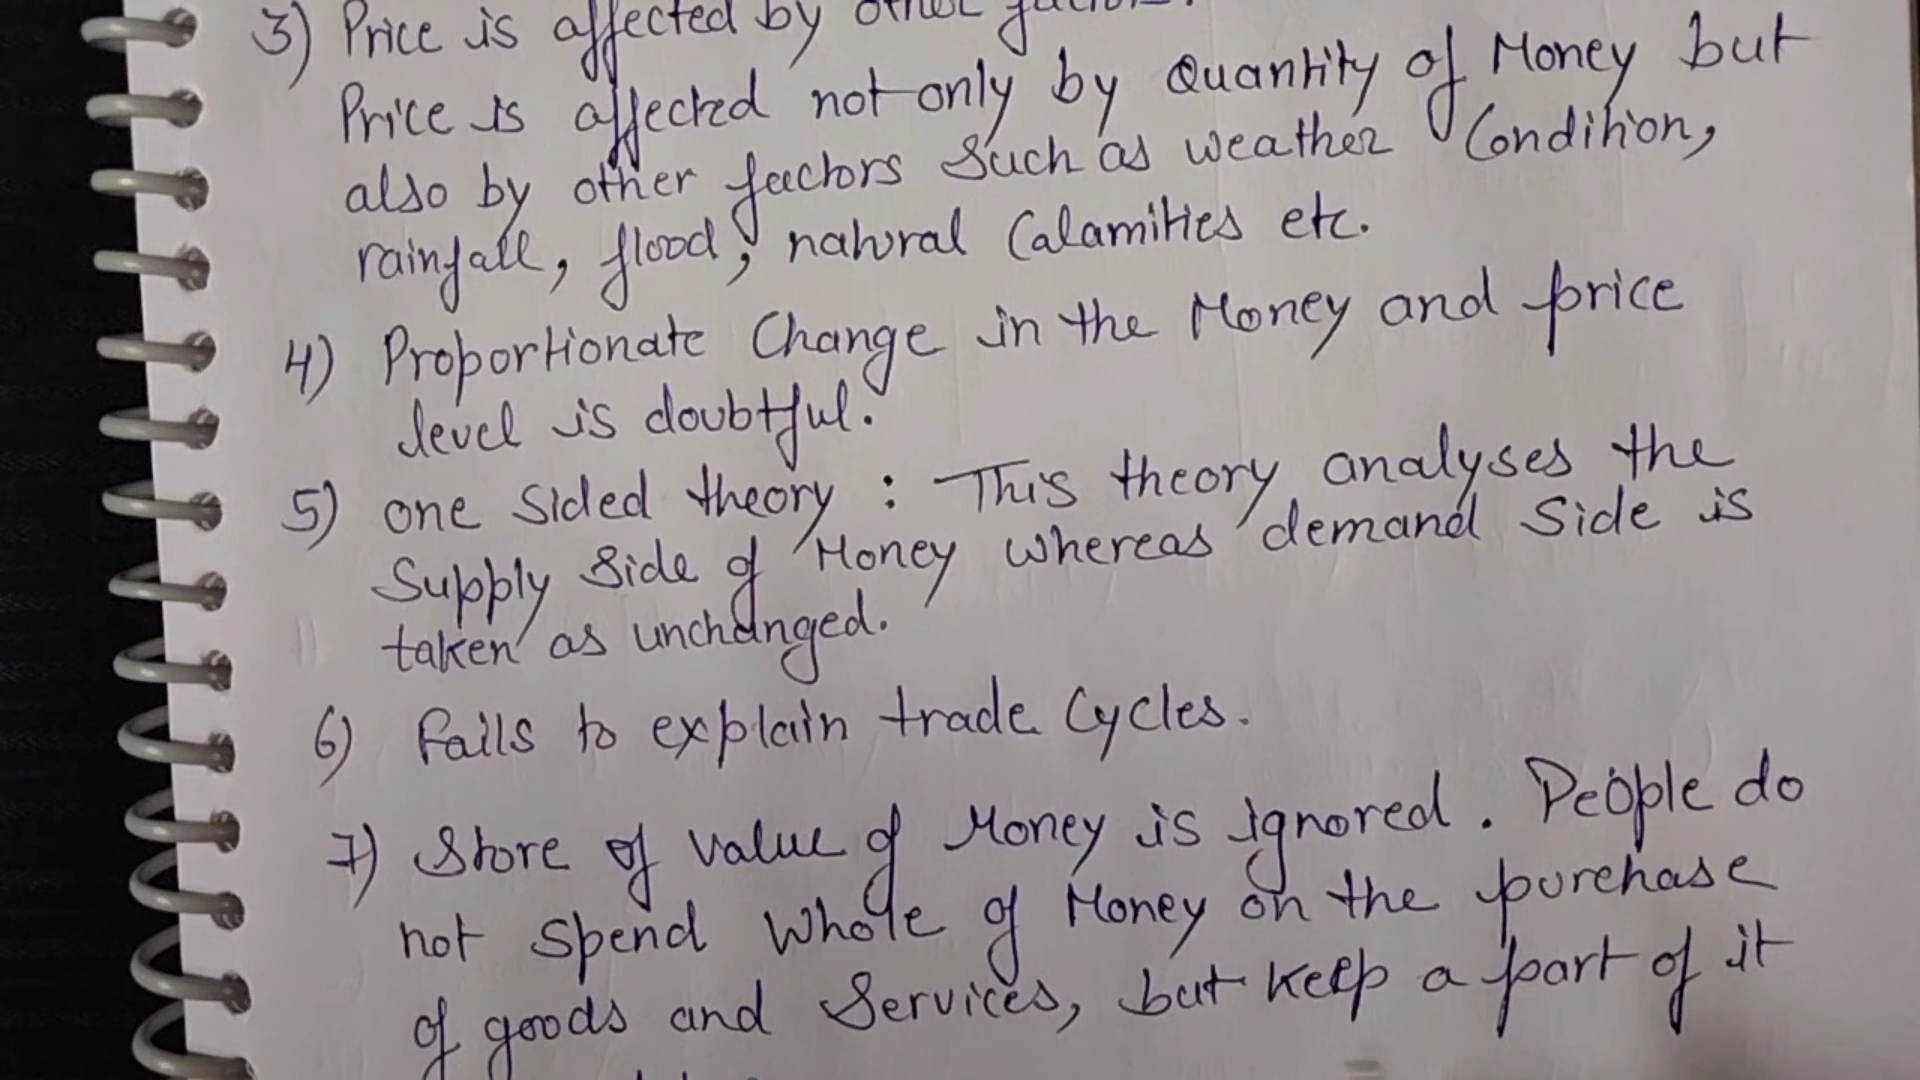 3) Price is affected by other factors.
Price is affected not only by Quantity of Money but
also by other factors Such as weather Condition,
rainfall, flood, natural Calamities etc.
4) Proportionate Change in the Money and price
level is doubtful.
5) one Sided theory : This theory analyses the
Supply Side of Money whereas demand Side is
taken as unchanged.
6) Fails to explain trade Cycles.
7) Store of value of Money is ignored. People do
not Spend Whole of Money on the purchase
of goods and Services, but keep a part of it